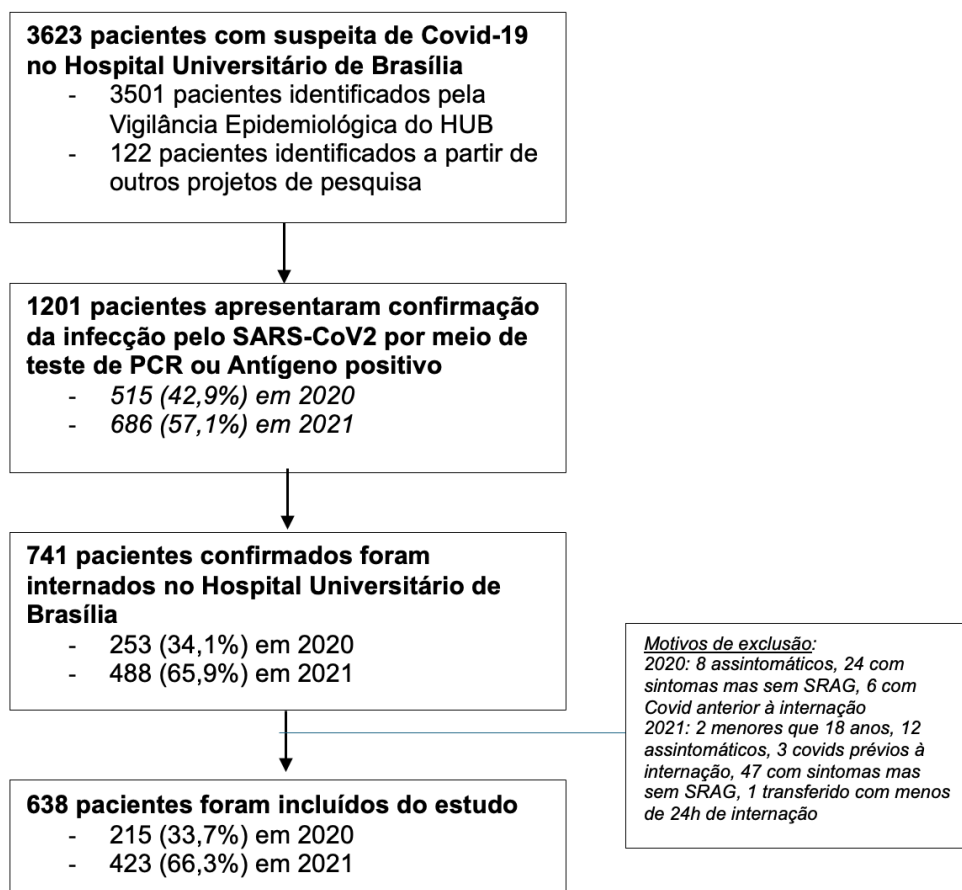 3623 pacientes com suspeita de Covid-19
no Hospital Universitário de Brasília
- 3501 pacientes identificados pela
Vigilância Epidemiológica do HUB
- 122 pacientes identificados a partir de
outros projetos de pesquisa
1201 pacientes apresentaram confirmação
da infecção pelo SARS-CoV2 por meio de
teste de PCR ou Antígeno positivo
- 515 (42,9%) em 2020
- 686 (57,1%) em 2021
741 pacientes confirmados foram
internados no Hospital Universitário de
Brasília
- 253 (34,1%) em 2020
- 488 (65,9%) em 2021
Motivos de exclusão:
2020: 8 assintomáticos, 24 com
sintomas mas sem SRAG, 6 com
Covid anterior à internação
2021: 2 menores que 18 anos, 12
assintomáticos, 3 covids prévios à
internação, 47 com sintomas mas
sem SRAG, 1 transferido com menos
de 24h de internação
638 pacientes foram incluídos do estudo
- 215 (33,7%) em 2020
- 423 (66,3%) em 2021